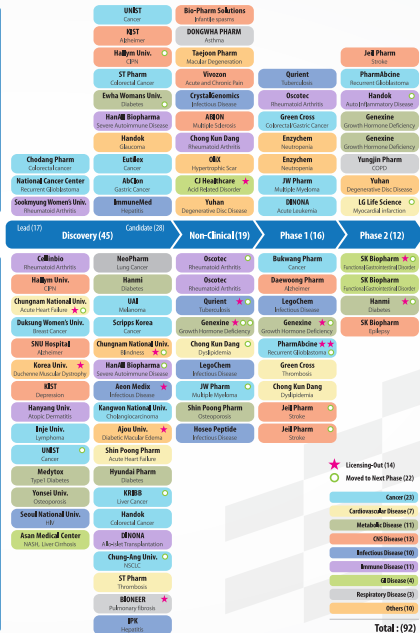 UNIST
Cancer
KIST
Alzheimer
Hallym Univ.
CIPN
ST Pharm
Colorectal Cancer
Ewha Womans Univ.
Diabetes
HanAll Biopharma
Severe Autoimmune Disease
Handok
Glaucoma
Eutilex
Cancer
AbClon
Gastric Cancer
ImmuneMed
Hepatitis
Chodang Pharm
Colorectal cancer
National Cancer Center
Recurrent Glioblastoma
Sookmyung Women's Univ.
Rheumatoid Arthritis
Bio-Pharm Solutions
Infantile spasms
DONGWHA PHARM
Asthma
Taejoon Pharm
Macular Degeneration
Vivozon
Acute and Chronic Pain
CrystalGenomics
Infectious Disease
ABION
Multiple Sclerosis
Chong Kun Dang
Rheumatoid Arthritis
OliX
Hypertrophic Scar
CJ Healthcare
Acid Related Disorder
Yuhan
Degenerative Disc Disease
Qurient
Tuberculosis
Oscotec
Rheumatoid Arthritis
Green Cross
Colorectal/Gastric Cancer
Enzychem
Neutropenia
Enzychem
Neutropenia
JW Pharm
Multiple Myeloma
DINONA
Acute Leukemia
Jeil Pharm
Stroke
PharmAbcine
Recurrent Glioblastoma
Handok
Auto Inflammatory Disease
Genexine
Growth Hormone Deficiency
Genexine
Growth Hormone Deficiency
Yungjin Pharm
COPD
Yuhan
Degenerative Disc Disease
LG Life Science
Myocardial infarction
Lead (17)
Discovery (45)
Candidate (28)
Non-Clinical (19)
Phase 1 (16)
Phase 2 (12)
Cellinbio
Rheumatoid Arthritis
Hallym Univ.
CIPN
Chungnam National Univ.
Acute Heart Failure
Duksung Women's Univ.
Breast Cancer
SNU Hospital
Alzheimer
Korea Univ.
Duchenne Muscular Dystrophy
KIST
Depression
Hanyang Univ.
Atopic Dermatitis
Inje Univ.
Lymphoma
UNIST
Cancer
Medytox
Type1 Diabetes
Yonsei Univ.
Osteoporosis
Seoul National Univ.
HIV
Asan Medical Center
NASH, Liver Cirrhosis
NeoPharm
Lung Cancer
Hanmi
Diabetes
UAI
Melanoma
Scripps Korea
Cancer
Chungnam National Univ.
Blindness
HanAll Biopharma
Severe Autoimmune Disease
Aeon Medix
Infectious Disease
Kangwon National Univ.
Cholangiocarcinoma
Ajou Univ.
Diabetic Macular Edema
Shin Poong Pharm
Acute Heart Failure
Hyundai Pharm
Diabetes
KRIBB
Liver Cancer
Handok
Colorectal Cancer
DINONA
Allo-Islet Transplantation
Chung-Ang Univ.
NSCLC
ST Pharm
Thrombosis
BIONEER
Pulmonary fibrosis
IPK
Hepatitis
Oscotec
Rheumatoid Arthritis
Oscotec
Rheumatoid Arthritis
Qurient
Tuberculosis
Genexine
Growth Hormone Deficiency
Chong Kun Dang
Dyslipidemia
LegoChem
Infectious Disease
JW Pharm
Multiple Myeloma
Shin Poong Pharm
Osteoporosis
Hoseo Peptide
Infectious Disease
Bukwang Pharm
Cancer
Daewoong Pharm
Alzheimer
LegoChem
Infectious Disease
Genexine
Growth Hormone Deficiency
PharmAbcine
Recurrent Glioblastoma
Green Cross
Thrombosis
Chong Kun Dang
Dyslipidemia
Jeil Pharm
Stroke
Jeil Pharm
Stroke
SK Biopharm
Functional Gastrointestinal Disorder
SK Biopharm
Functional Gastrointestinal Disorder
Hanmi
Diabetes
SK Biopharm
Epilepsy
Licensing-Out (14)
Moved to Next Phase (22)
Cancer (23)
Cardiovascular Disease (7)
Metabolic Disease (11)
CNS Disease (13)
Infectious Disease (10)
Immune Disease (11)
GI Disease (4)
Respiratory Disease (3)
Others (10)
Total : (92)